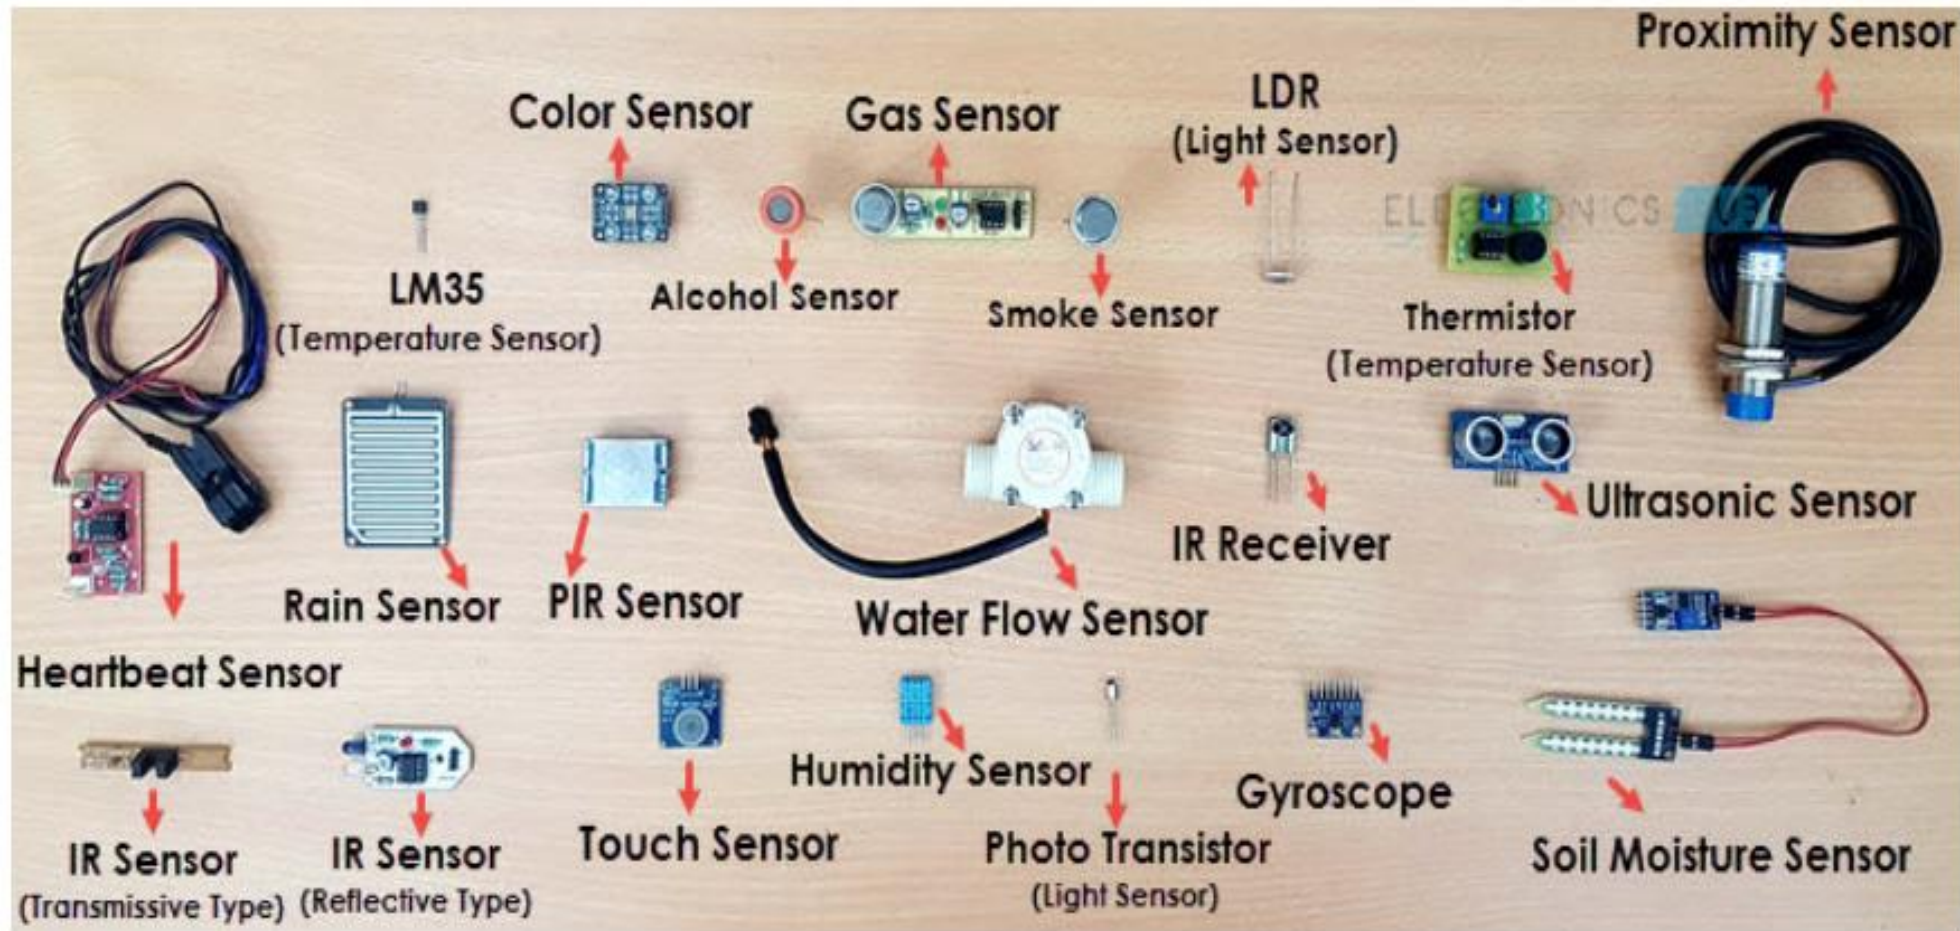 Proximity Sensor
Color Sensor
Gas Sensor
LDR
(Light Sensor)
LM35
(Temperature Sensor)
Alcohol Sensor
Smoke Sensor
Thermistor
(Temperature Sensor)
Rain Sensor
PIR Sensor
Water Flow Sensor
IR Receiver
Ultrasonic Sensor
Heartbeat Sensor
IR Sensor
(Transmissive Type)
IR Sensor
(Reflective Type)
Touch Sensor
Humidity Sensor
Photo Transistor
(Light Sensor)
Gyroscope
Soil Moisture Sensor